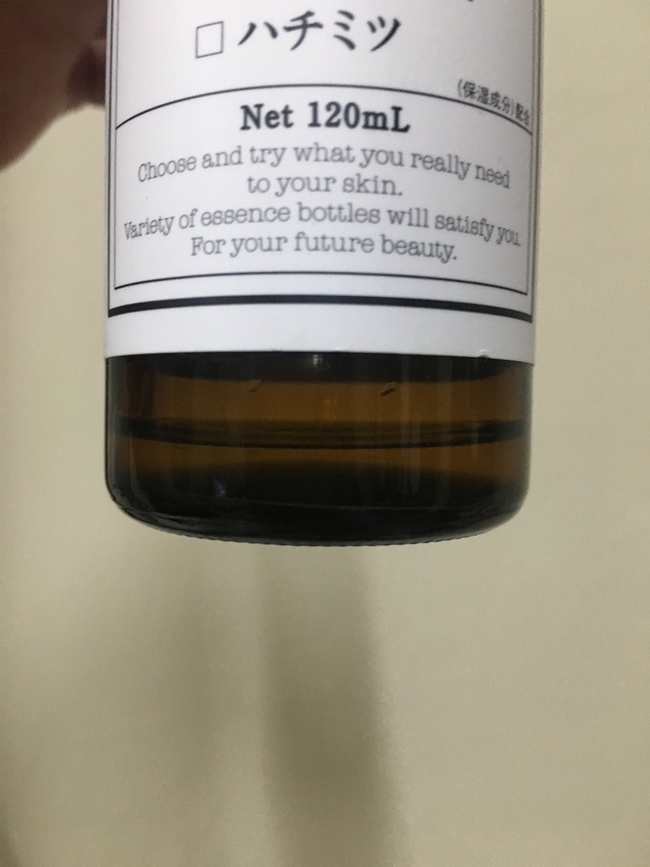 □ ハチミツ
(保湿成分)配合
Net 120mL
Choose and try what you really need
to your skin.
Variety of essence bottles will satisfy you.
For your future beauty.